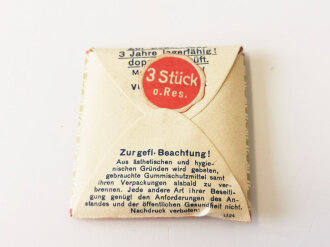 3 Jahre lagerfähig!
3 Stück
o. Res.
Zur gefl. Beachtung!
Aus ästhetischen und hygie-
nischen Gründen wird gebeten,
gebrauchte Gummischutzmittel samt
ihren Verpackungen alsbald zu ver-
brennen. Jede andere Art ihrer Beseiti-
gung genügt den Anforderungen des An-
standes und der öffentlichen Gesundheit nicht.
Nachdruck verboten.